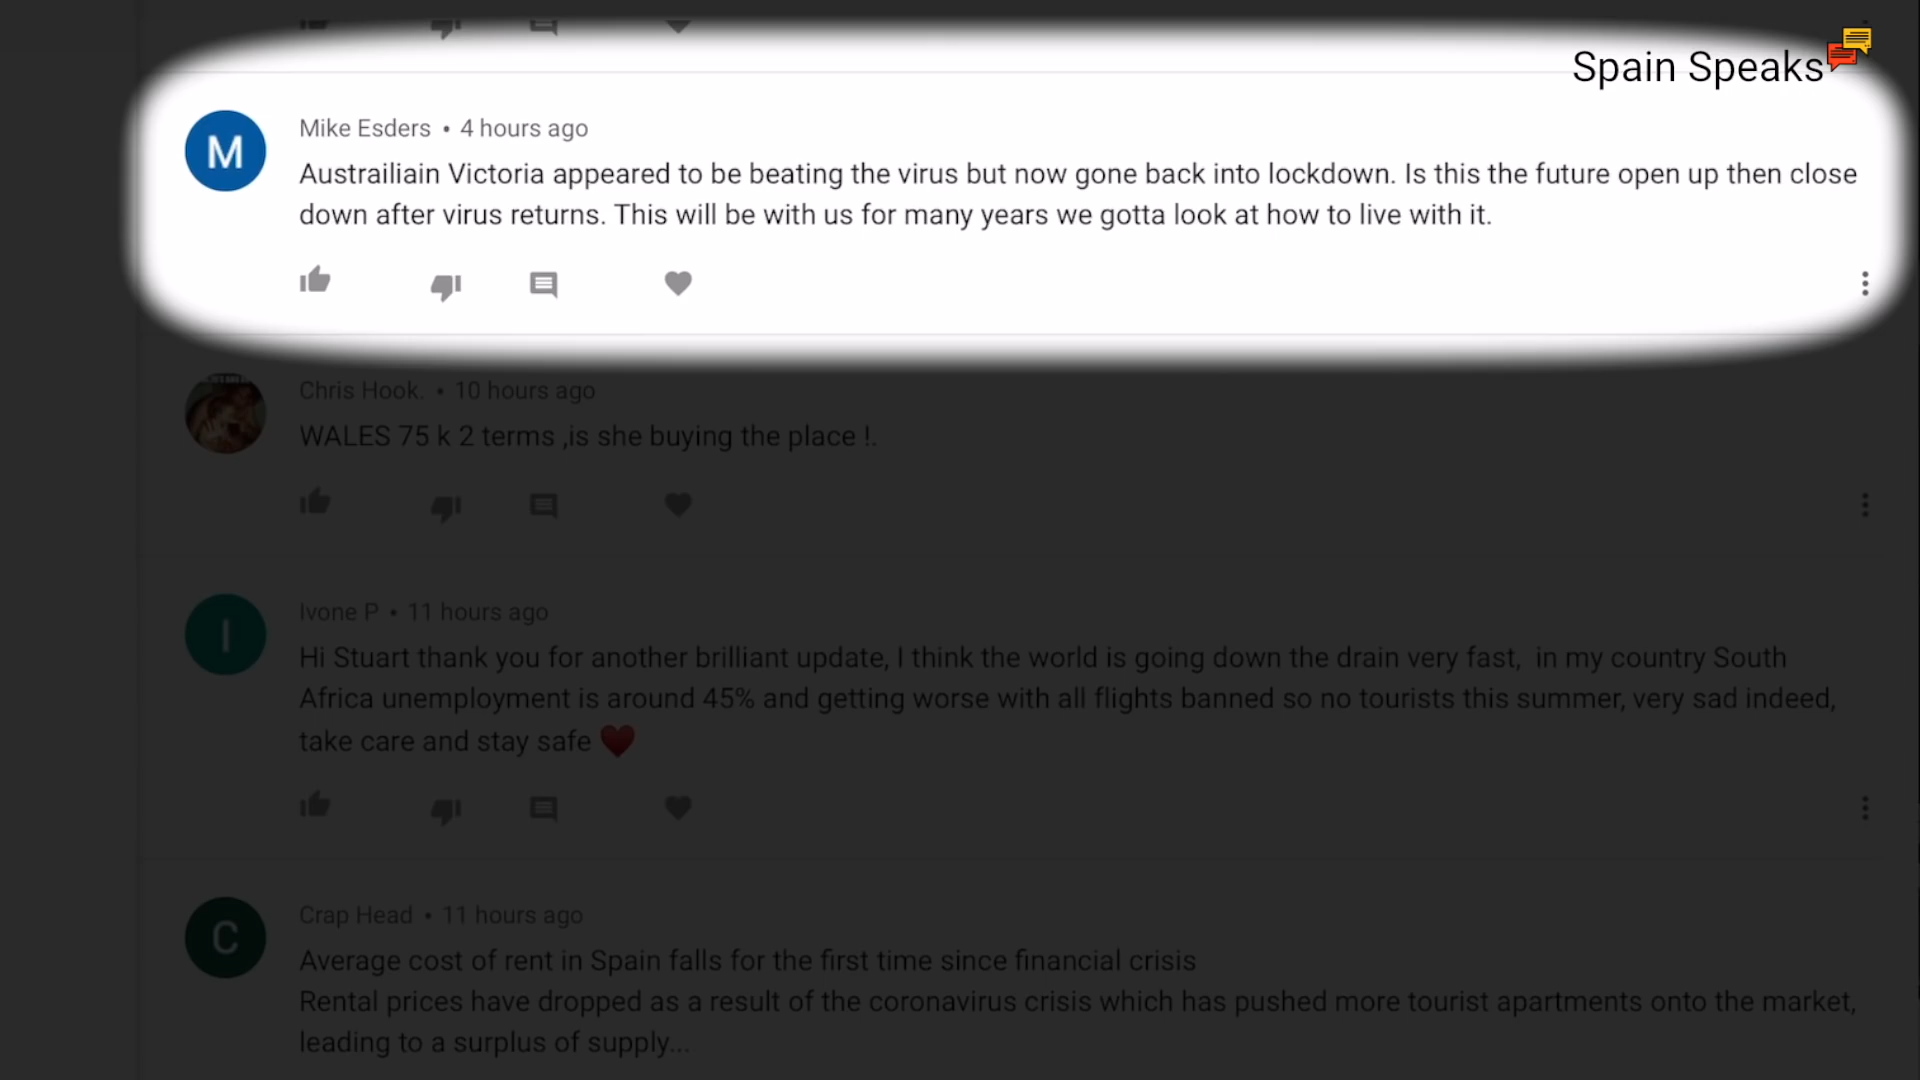 Spain Speaks
M
Mike Esders • 4 hours ago
Austrailiain Victoria appeared to be beating the virus but now gone back into lockdown. Is this the future open up then close
down after virus returns. This will be with us for many years we gotta look at how to live with it.
Chris Hook. • 10 hours ago
WALES 75 k 2 terms ,is she buying the place !.
I
Ivone P • 11 hours ago
Hi Stuart thank you for another brilliant update, I think the world is going down the drain very fast,  in my country South
Africa unemployment is around 45% and getting worse with all flights banned so no tourists this summer, very sad indeed,
take care and stay safe ❤️
C
Crap Head • 11 hours ago
Average cost of rent in Spain falls for the first time since financial crisis
Rental prices have dropped as a result of the coronavirus crisis which has pushed more tourist apartments onto the market,
leading to a surplus of supply...